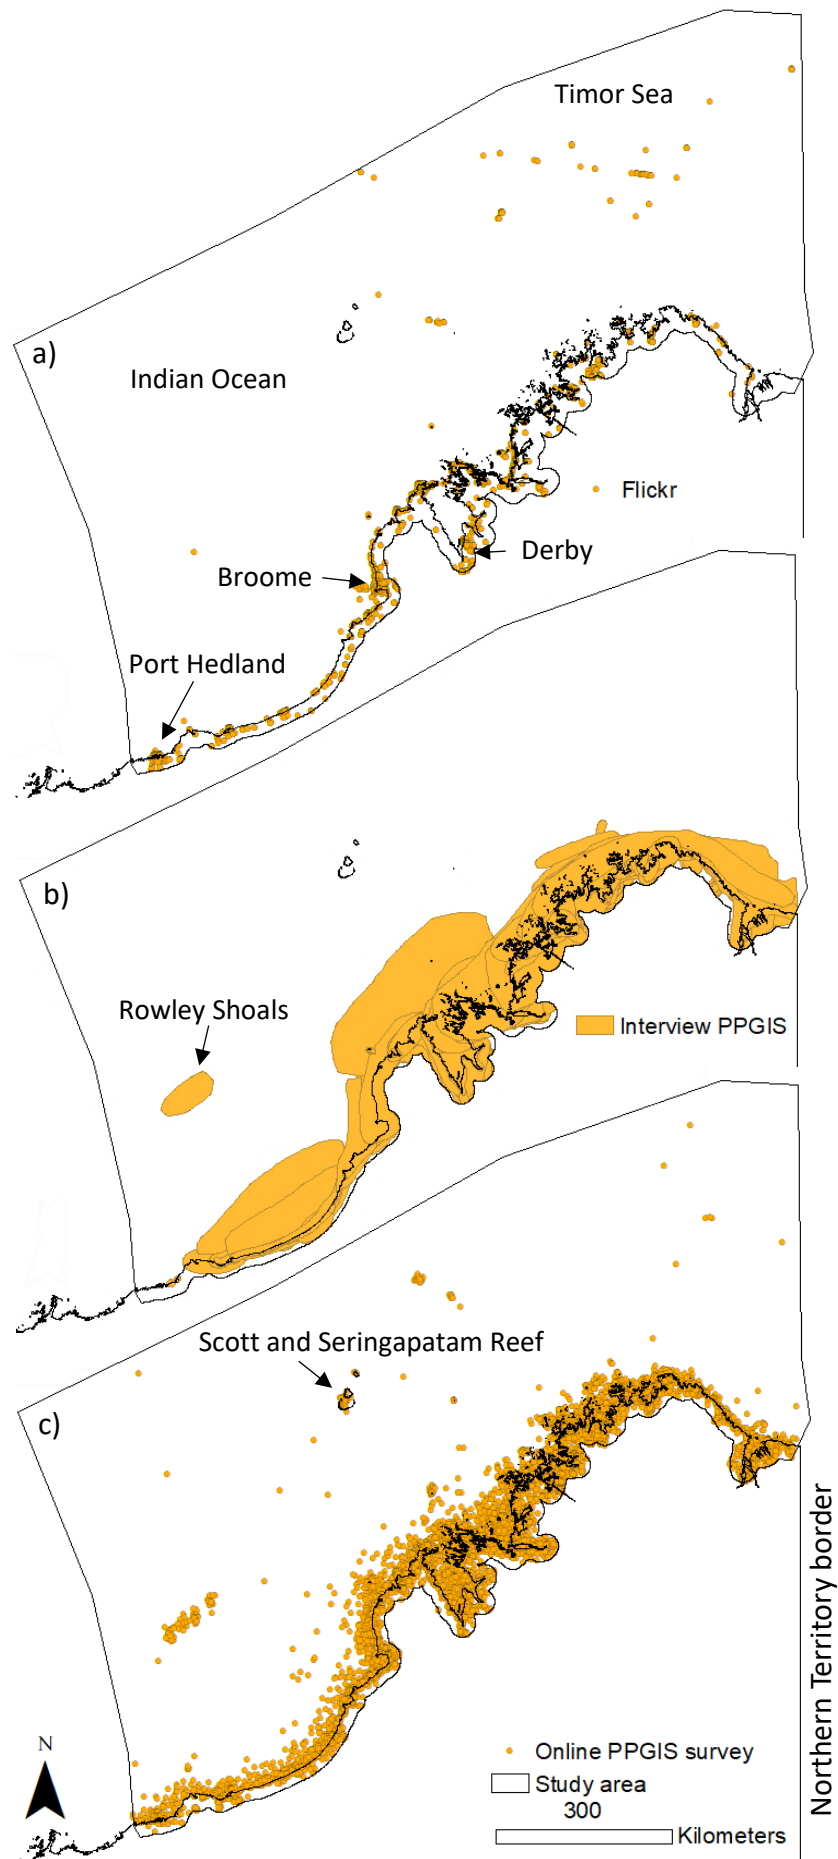 Timor Sea
a)
Indian Ocean
Flickr
Derby
Broome
Port Hedland
b)
Rowley Shoals
Interview PPGIS
Scott and Seringapatam Reef
c)
Northern Territory border
N
Online PPGIS survey
Study area
300
Kilometers